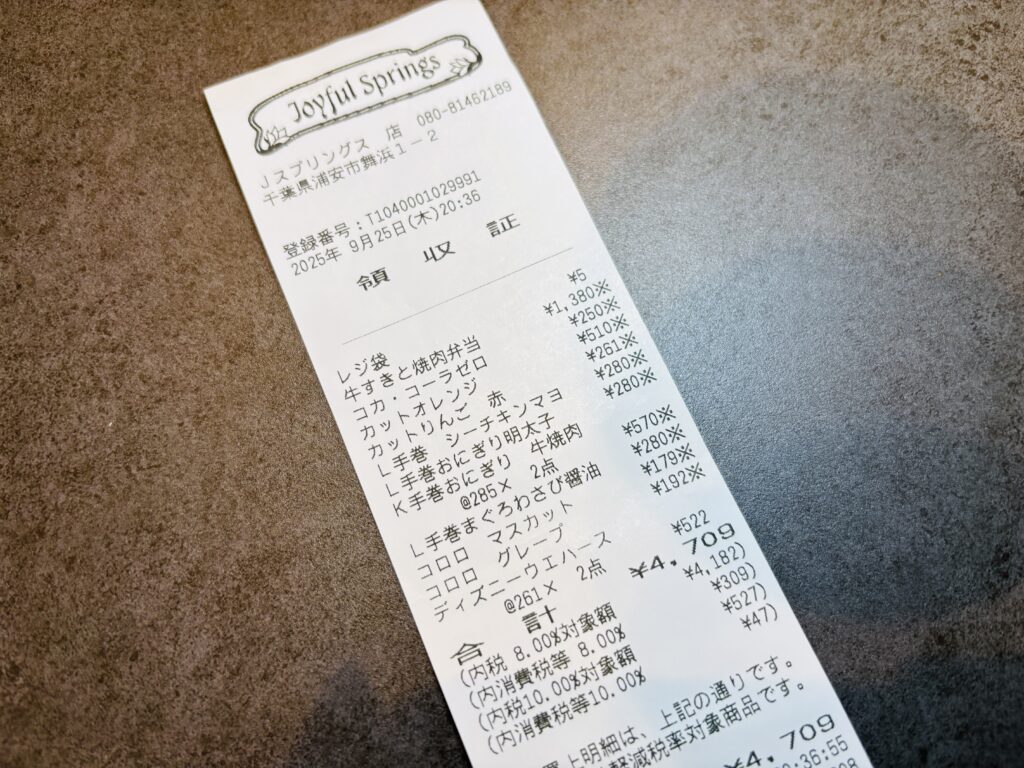 Joyful Springs
Jスプリングス 店 080-81462189
千葉県浦安市舞浜1-2
登録番号:T1040001029991
2025年 9月25日(木)20:36
領 収 証
レジ袋 ¥5
牛すきと焼肉弁当 ¥1,380※
コカ・コーラゼロ ¥250※
カットオレンジ ¥510※
カットりんご 赤 ¥261※
L手巻 シーチキンマヨ ¥280※
L手巻おにぎり明太子 ¥280※
K手巻おにぎり 牛焼肉
@285× 2点 ¥570※
L手巻まぐろわさび醤油 ¥280※
コロロ マスカット ¥179※
コロロ グレープ ¥192※
ディズニーウエハース
@261× 2点 ¥522
合 計 ¥4,709
(内税 8.00%対象額 ¥4,182)
(内消費税等 8.00% ¥309)
(内税10.00%対象額 ¥527)
(内消費税等10.00% ¥47)
上明細は、上記の通りです。
軽減税率対象商品です。
¥4,709
:36:55